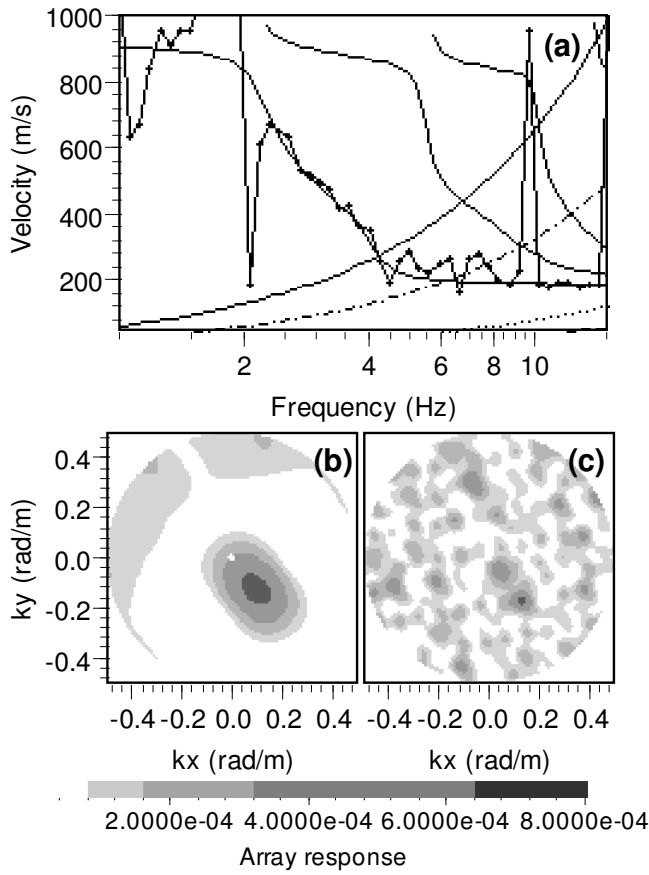 1000
(a)
800
600
400
200
Velocity (m/s)
2 4 6 8 10
Frequency (Hz)
(b) (c)
0.4
0.2
0.0
-0.2
-0.4
ky (rad/m)
-0.4 -0.2 0.0 0.2 0.4 -0.4 -0.2 0.0 0.2 0.4
kx (rad/m) kx (rad/m)
2.0000e-04 4.0000e-04 6.0000e-04 8.0000e-04
Array response